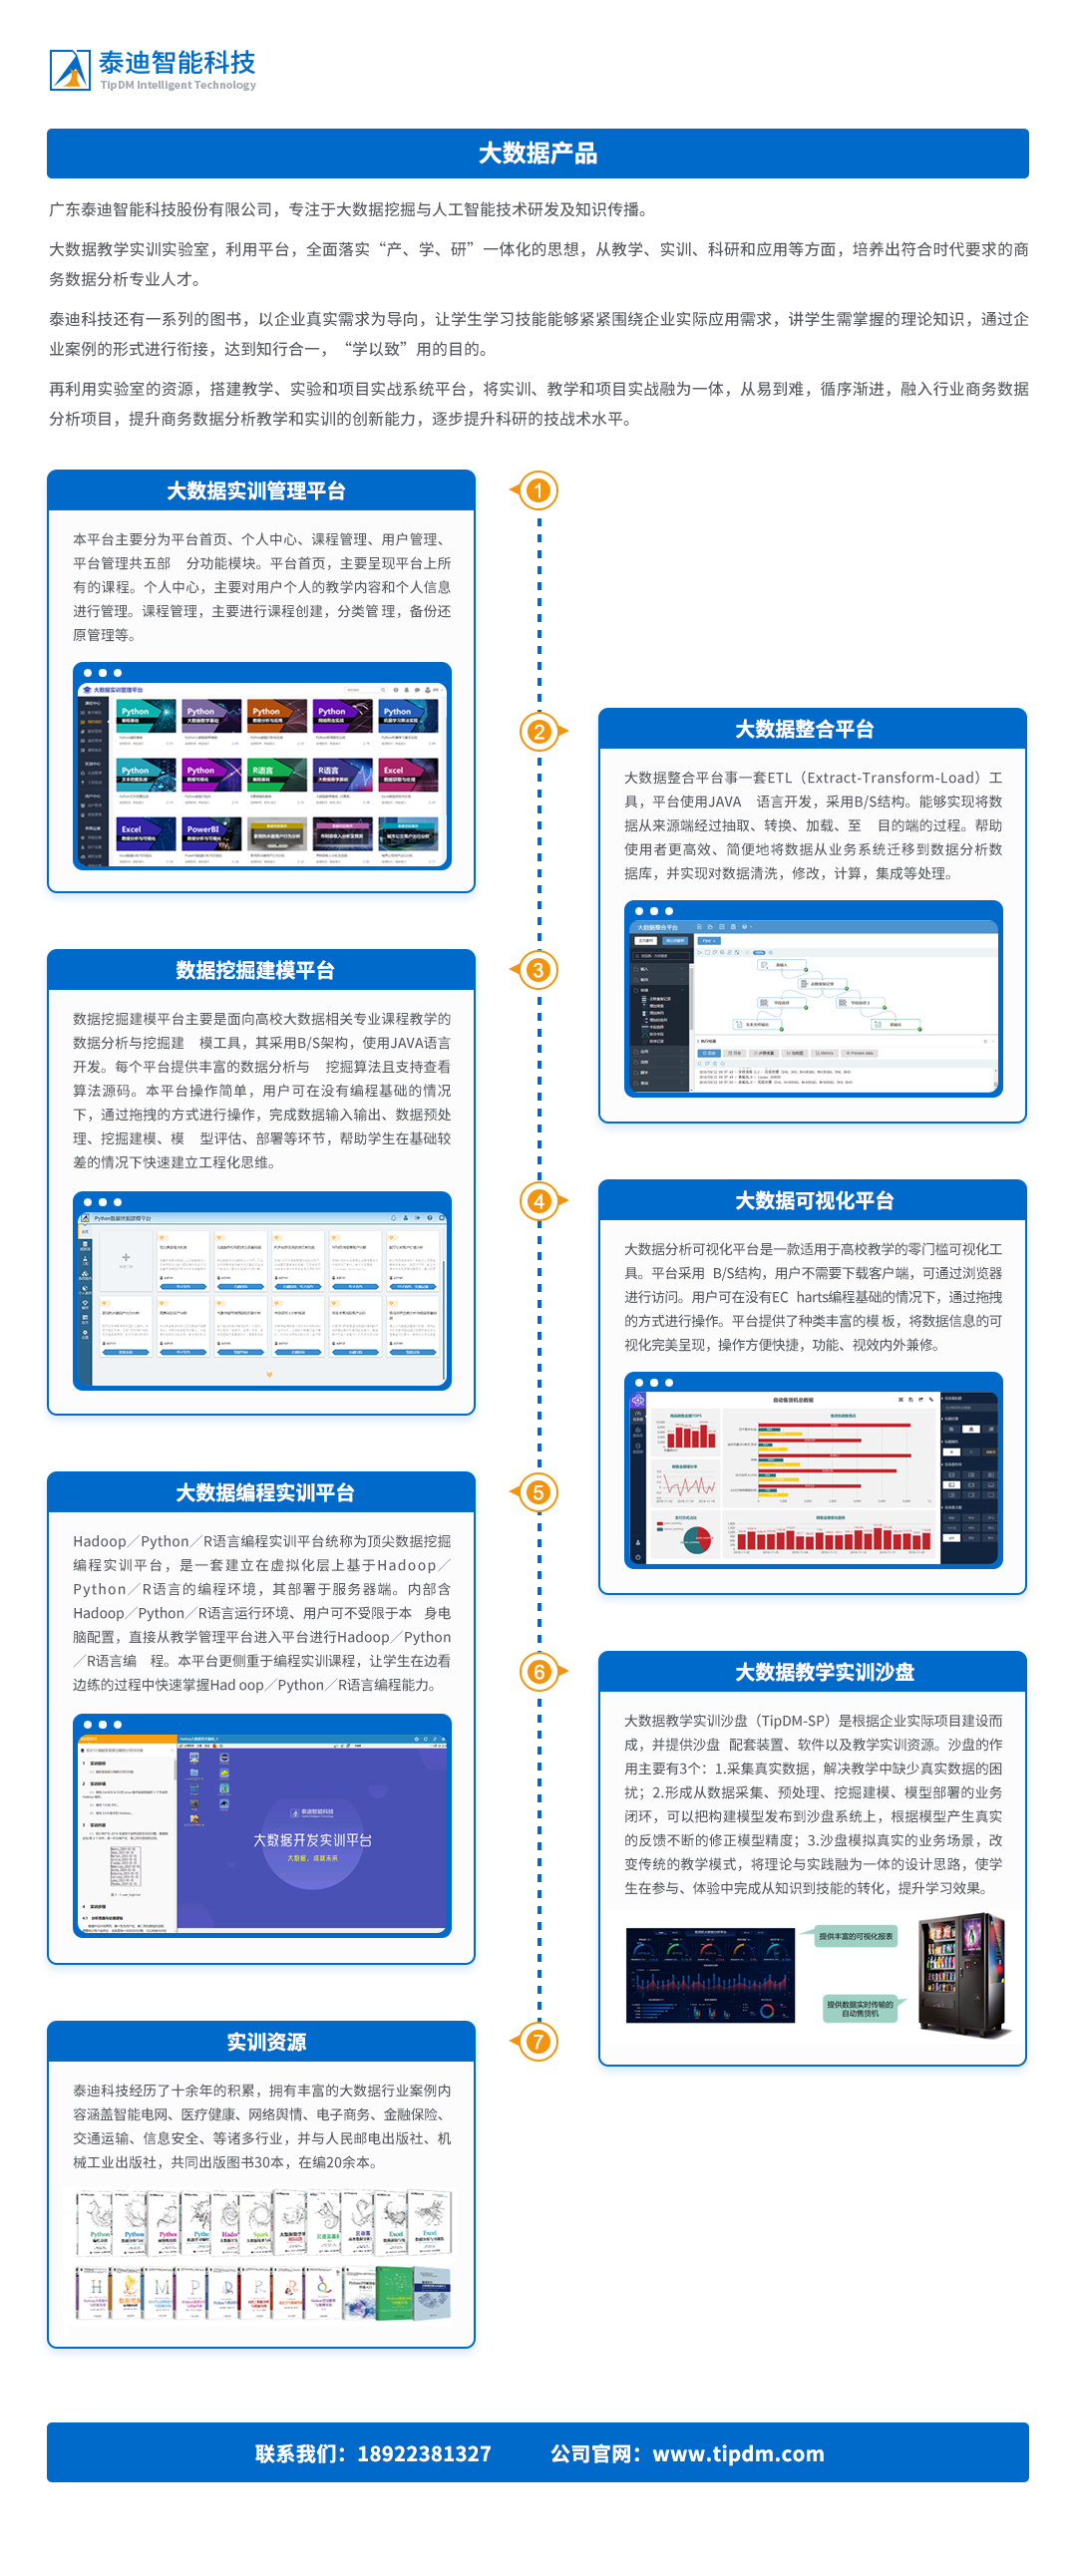 泰迪智能科技
TipDM Intelligent Technology
大数据产品
广东泰迪智能科技股份有限公司，专注于大数据挖掘与人工智能技术研发及知识传播。
大数据教学实训实验室，利用平台，全面落实“产、学、研”一体化的思想，从教学、实训、科研和应用等方面，培养出符合时代要求的商
务数据分析专业人才。
泰迪科技还有一系列的图书，以企业真实需求为导向，让学生学习技能能够紧紧围绕企业实际应用需求，讲学生需掌握的理论知识，通过企
业案例的形式进行衔接，达到知行合一，“学以致”用的目的。
再利用实验室的资源，搭建教学、实验和项目实战系统平台，将实训、教学和项目实战融为一体，从易到难，循序渐进，融入行业商务数据
分析项目，提升商务数据分析教学和实训的创新能力，逐步提升科研的技战术水平。
1
大数据实训管理平台
本平台主要分为平台首页、个人中心、课程管理、用户管理、
平台管理共五部 分功能模块。平台首页，主要呈现平台上所
有的课程。个人中心，主要对用户个人的教学内容和个人信息
进行管理。课程管理，主要进行课程创建，分类管 理，备份还
原管理等。
大数据实训管理平台
Python
Python
Python
Python
Python
Python
Python
R语言
R语言
Excel
Excel
PowerBI
2
大数据整合平台
大数据整合平台事一套ETL（Extract-Transform-Load）工
具，平台使用JAVA 语言开发，采用B/S结构。能够实现将数
据从来源端经过抽取、转换、加载、至 目的端的过程。帮助
使用者更高效、简便地将数据从业务系统迁移到数据分析数
据库，并实现对数据清洗，修改，计算，集成等处理。
大数据整合平台
3
数据挖掘建模平台
数据挖掘建模平台主要是面向高校大数据相关专业课程教学的
数据分析与挖掘建 模工具，其采用B/S架构，使用JAVA语言
开发。每个平台提供丰富的数据分析与 挖掘算法且支持查看
算法源码。本平台操作简单，用户可在没有编程基础的情况
下，通过拖拽的方式进行操作，完成数据输入输出、数据预处
理、挖掘建模、模 型评估、部署等环节，帮助学生在基础较
差的情况下快速建立工程化思维。
Python数据挖掘建模平台
4
大数据可视化平台
大数据分析可视化平台是一款适用于高校教学的零门槛可视化工
具。平台采用 B/S结构，用户不需要下载客户端，可通过浏览器
进行访问。用户可在没有EC harts编程基础的情况下，通过拖拽
的方式进行操作。平台提供了种类丰富的模 板，将数据信息的可
视化完美呈现，操作方便快捷，功能、视效内外兼修。
自动售货机总数据
5
大数据编程实训平台
Hadoop／Python／R语言编程实训平台统称为顶尖数据挖掘
编程实训平台，是一套建立在虚拟化层上基于Hadoop／
Python／R语言的编程环境，其部署于服务器端。内部含
Hadoop／Python／R语言运行环境、用户可不受限于本 身电
脑配置，直接从教学管理平台进入平台进行Hadoop／Python
／R语言编 程。本平台更侧重于编程实训课程，让学生在边看
边练的过程中快速掌握Had oop／Python／R语言编程能力。
泰迪智能科技
大数据开发实训平台
大数据，成就未来
6
大数据教学实训沙盘
大数据教学实训沙盘（TipDM-SP）是根据企业实际项目建设而
成，并提供沙盘 配套装置、软件以及教学实训资源。沙盘的作
用主要有3个：1.采集真实数据，解决教学中缺少真实数据的困
扰；2.形成从数据采集、预处理、挖掘建模、模型部署的业务
闭环，可以把构建模型发布到沙盘系统上，根据模型产生真实
的反馈不断的修正模型精度；3.沙盘模拟真实的业务场景，改
变传统的教学模式，将理论与实践融为一体的设计思路，使学
生在参与、体验中完成从知识到技能的转化，提升学习效果。
提供丰富的可视化报表
提供数据实时传输的
自动售货机
7
实训资源
泰迪科技经历了十余年的积累，拥有丰富的大数据行业案例内
容涵盖智能电网、医疗健康、网络舆情、电子商务、金融保险、
交通运输、信息安全、等诸多行业，并与人民邮电出版社、机
械工业出版社，共同出版图书30本，在编20余本。
联系我们：18922381327 公司官网：www.tipdm.com